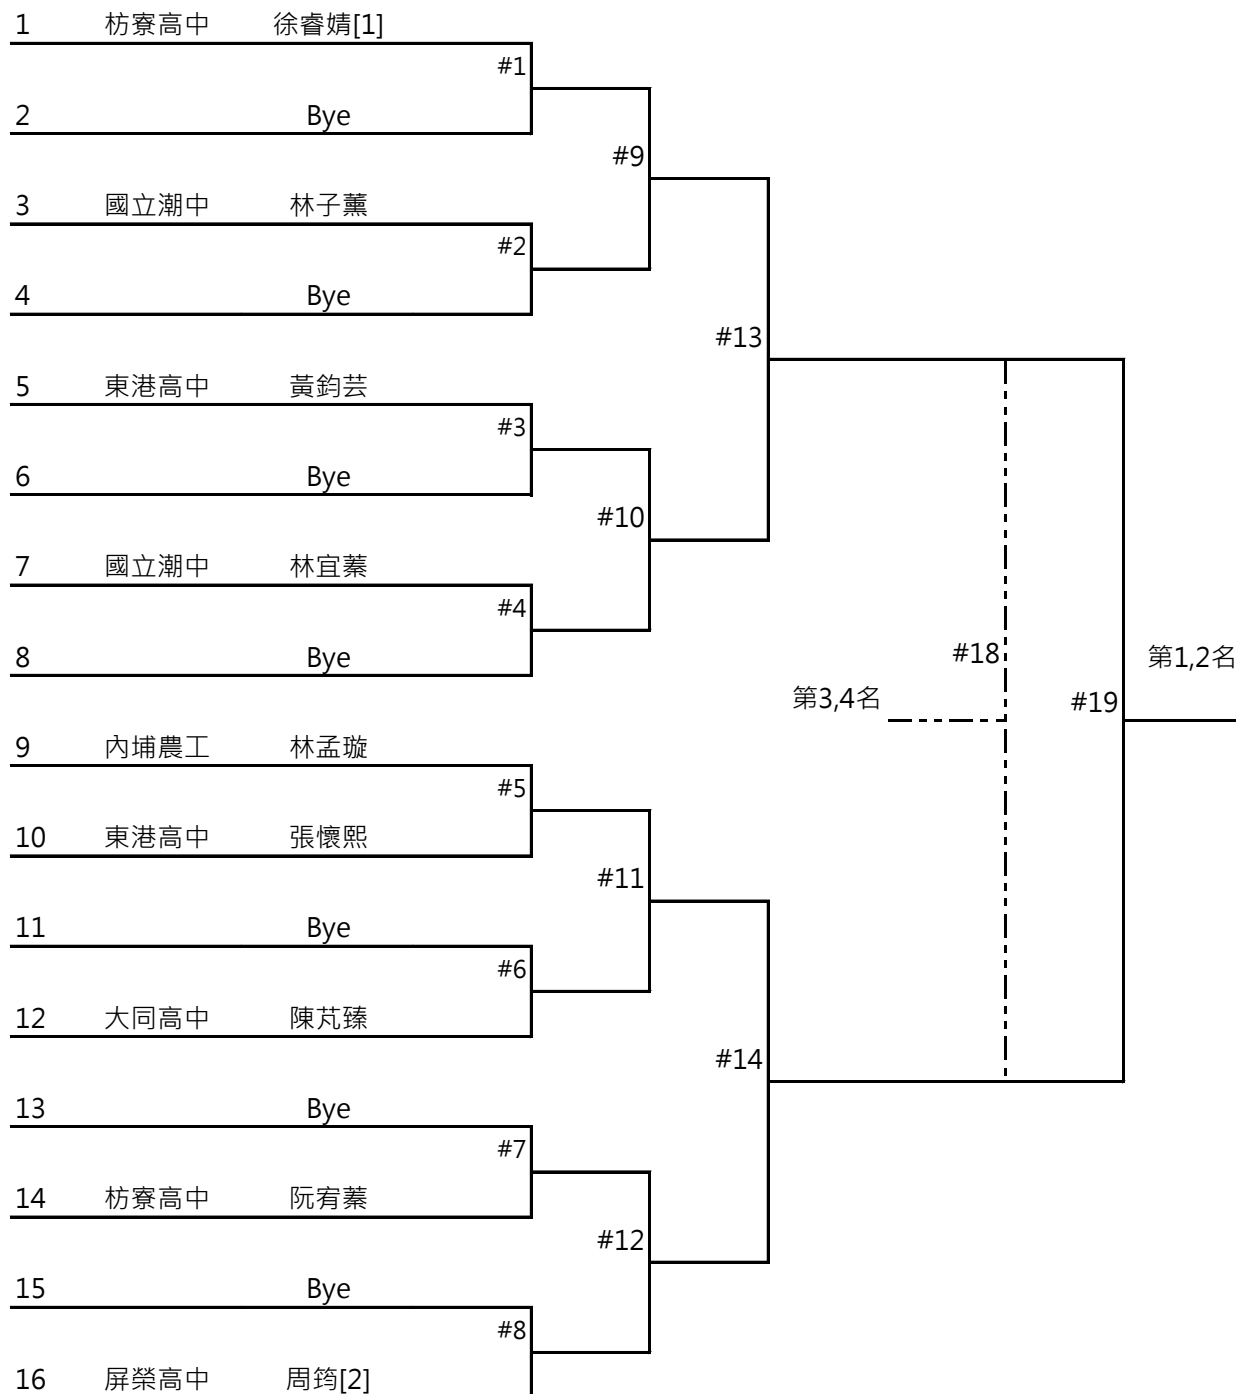 1 枋寮高中 徐睿婧[1]
#1
2 Bye
#9
3 國立潮中 林子薰
#2
4 Bye
#13
5 東港高中 黃鈞芸
#3
6 Bye
#10
7 國立潮中 林宜蓁
#4
8 Bye
#18
第1,2名
第3,4名
#19
9 內埔農工 林孟璇
#5
10 東港高中 張懷熙
#11
11 Bye
#6
12 大同高中 陳芃臻
#14
13 Bye
#7
14 枋寮高中 阮宥蓁
#12
15 Bye
#8
16 屏榮高中 周筠[2]